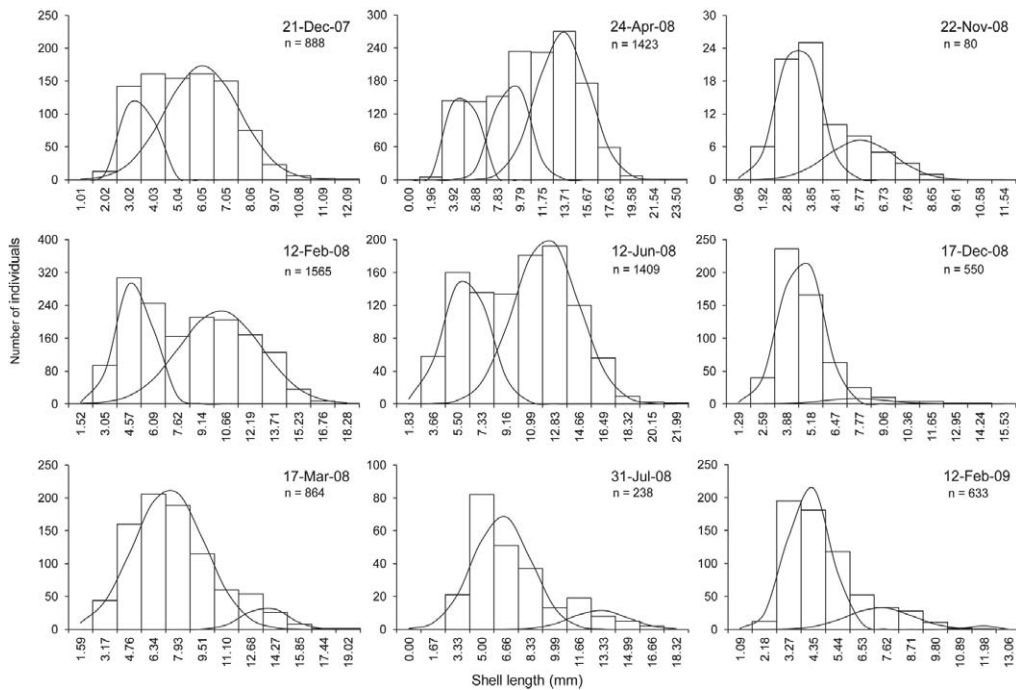 Number of individuals
21-Dec-07
n = 888
250
200
150
100
50
0
1.01 2.02 3.02 4.03 5.04 6.05 7.05 8.06 9.07 10.08 11.09 12.09
24-Apr-08
n = 1423
300
240
180
120
60
0
0.00 1.96 3.92 5.88 7.83 9.79 11.75 13.71 15.67 17.63 19.58 21.54 23.50
22-Nov-08
n = 80
30
24
18
12
6
0
0.96 1.92 2.88 3.85 4.81 5.77 6.73 7.69 8.65 9.61 10.58 11.54
12-Feb-08
n = 1565
400
320
240
160
80
0
1.52 3.05 4.57 6.09 7.62 9.14 10.66 12.19 13.71 15.23 16.76 18.28
12-Jun-08
n = 1409
200
160
120
80
40
0
1.83 3.66 5.50 7.33 9.16 10.99 12.83 14.66 16.49 18.32 20.15 21.99
17-Dec-08
n = 550
250
200
150
100
50
0
1.29 2.59 3.88 5.18 6.47 7.77 9.06 10.36 11.65 12.95 14.24 15.53
17-Mar-08
n = 864
250
200
150
100
50
0
1.59 3.17 4.76 6.34 7.93 9.51 11.10 12.68 14.27 15.85 17.44 19.02
31-Jul-08
n = 238
100
80
60
40
20
0
0.00 1.67 3.33 5.00 6.66 8.33 9.99 11.66 13.33 14.99 16.66 18.32
12-Feb-09
n = 633
250
200
150
100
50
0
1.09 2.18 3.27 4.35 5.44 6.53 7.62 8.71 9.80 10.89 11.98 13.06
Shell length (mm)